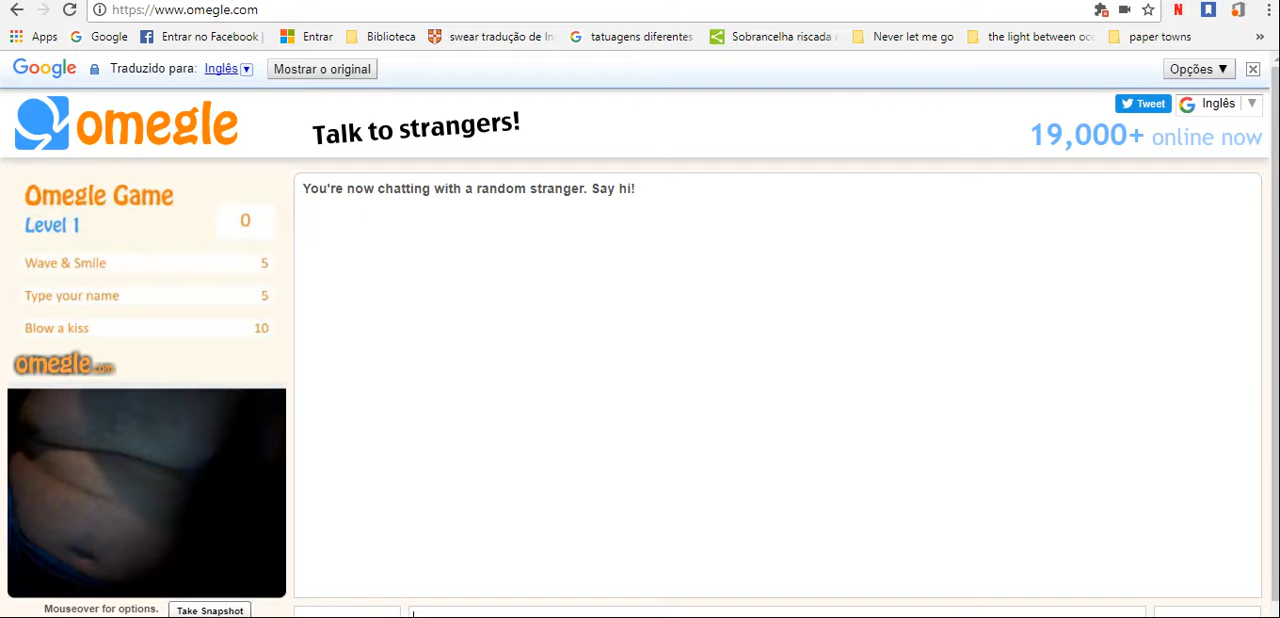 https://www.omegle.com
Apps Google Entrar no Facebook Entrar Biblioteca swear tradução de In tatuagens diferentes Sobrancelha riscada Never let me go the light between oce paper towns »
Google Traduzido para: Inglês Mostrar o original Opções ▼
omegle Talk to strangers! Tweet Inglês
19,000+ online now
Omegle Game
Level 1 0
Wave & Smile 5
Type your name 5
Blow a kiss 10
omegle.com
You're now chatting with a random stranger. Say hi!
Mouseover for options. Take Snapshot